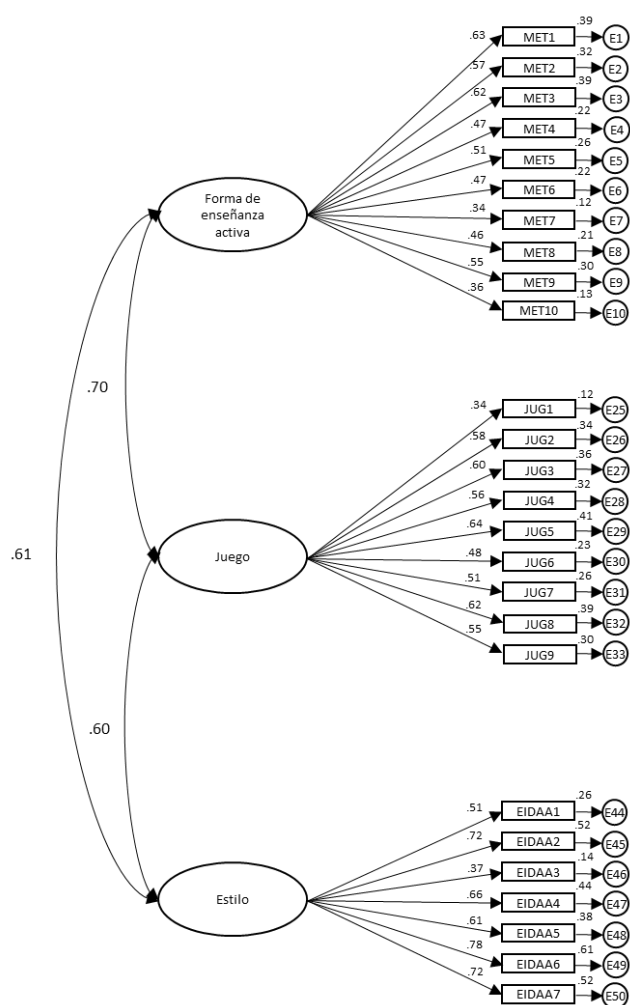 .39
.63 MET1 E1
.32
.57 MET2 E2
.39
.62 MET3 E3
.22
.47 MET4 E4
.26
.51 MET5 E5
.22
.47 MET6 E6
.12
.34 MET7 E7
.21
.46 MET8 E8
.30
.55 MET9 E9
.13
.36 MET10 E10
Forma de
enseñanza
activa
.70
.12
.34 JUG1 E25
.34
.58 JUG2 E26
.36
.60 JUG3 E27
.32
.56 JUG4 E28
.41
.64 JUG5 E29
.23
.48 JUG6 E30
.26
.51 JUG7 E31
.39
.62 JUG8 E32
.30
.55 JUG9 E33
Juego
.61
.60
.26
.51 EIDAA1 E44
.52
.72 EIDAA2 E45
.14
.37 EIDAA3 E46
.44
.66 EIDAA4 E47
.38
.61 EIDAA5 E48
.61
.78 EIDAA6 E49
.52
.72 EIDAA7 E50
Estilo